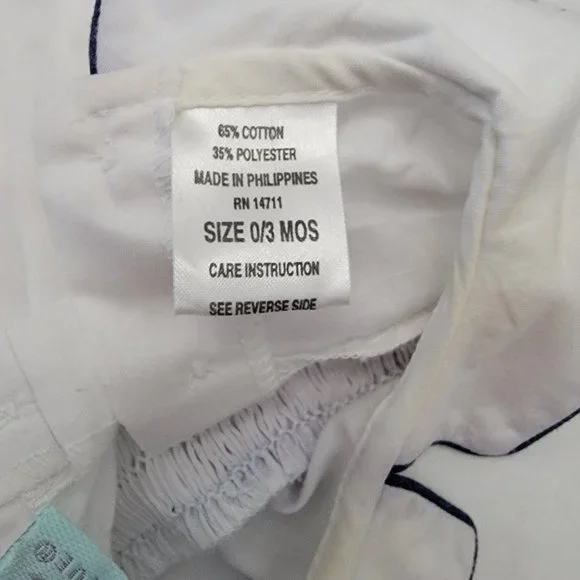 65% COTTON
35% POLYESTER
MADE IN PHILIPPINES
RN 14711
SIZE 0/3 MOS
CARE INSTRUCTION
SEE REVERSE SIDE